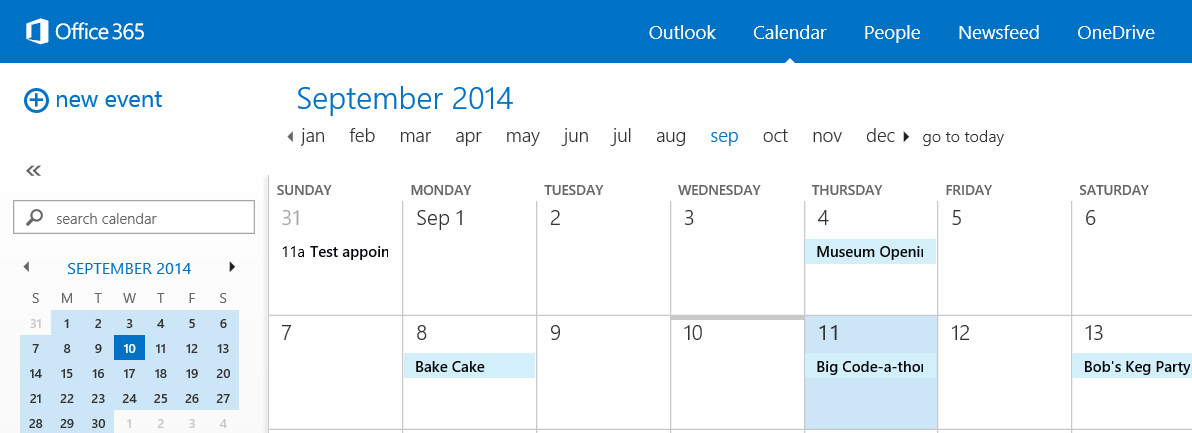 Office 365
Outlook Calendar People Newsfeed OneDrive
new event
search calendar
SEPTEMBER 2014
S M T W T F S
31 1 2 3 4 5 6
7 8 9 10 11 12 13
14 15 16 17 18 19 20
21 22 23 24 25 26 27
28 29 30 1 2 3 4
September 2014
jan feb mar apr may jun jul aug sep oct nov dec go to today
SUNDAY MONDAY TUESDAY WEDNESDAY THURSDAY FRIDAY SATURDAY
31 Sep 1 2 3 4 5 6
11a Test appoin Museum Openin
7 8 9 10 11 12 13
Bake Cake Big Code-a-thon Bob's Keg Party